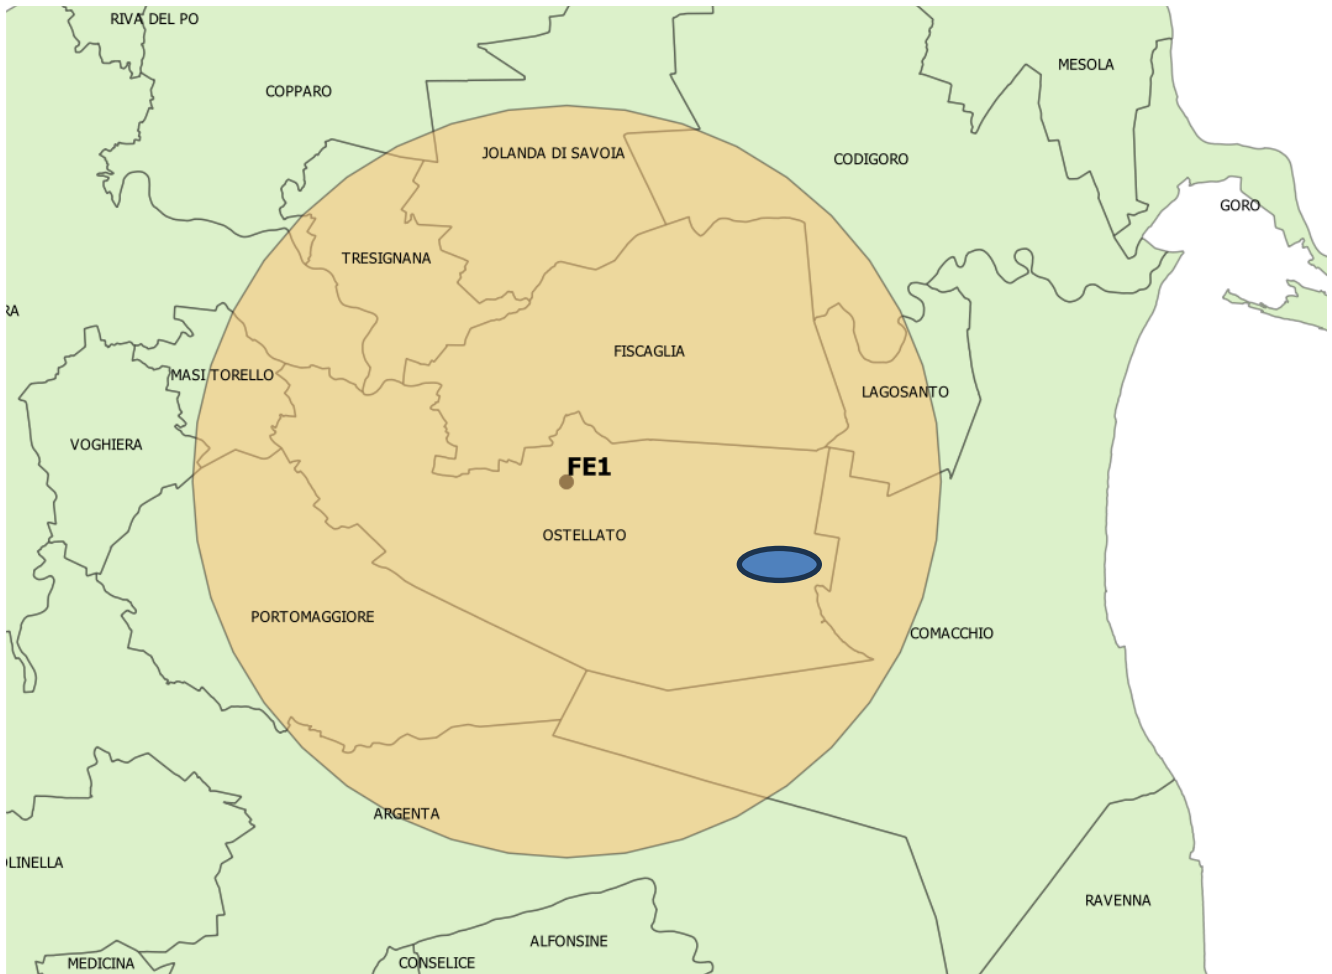 RIVA DEL PO
MESOLA
COPPARO
JOLANDA DI SAVOIA
CODIGORO
GORO
TRESIGNANA
RA
FISCAGLIA
MASI TORELLO
LAGOSANTO
VOGHIERA
FE1
OSTELLATO
PORTOMAGGIORE
COMACCHIO
ARGENTA
LINELLA
RAVENNA
ALFONSINE
MEDICINA
CONSELICE